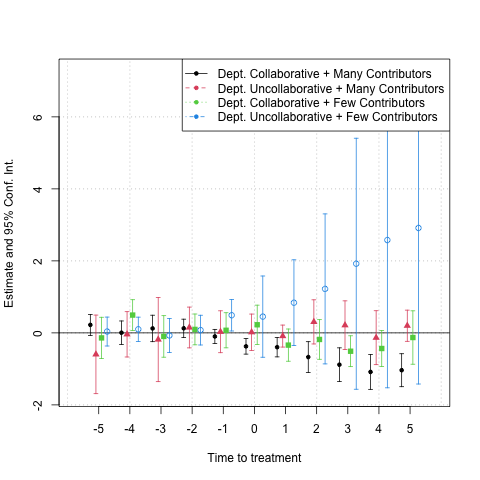 Dept. Collaborative + Many Contributors
Dept. Uncollaborative + Many Contributors
Dept. Collaborative + Few Contributors
Dept. Uncollaborative + Few Contributors
Estimate and 95% Conf. Int.
6
4
2
0
-2
-5 -4 -3 -2 -1 0 1 2 3 4 5
Time to treatment